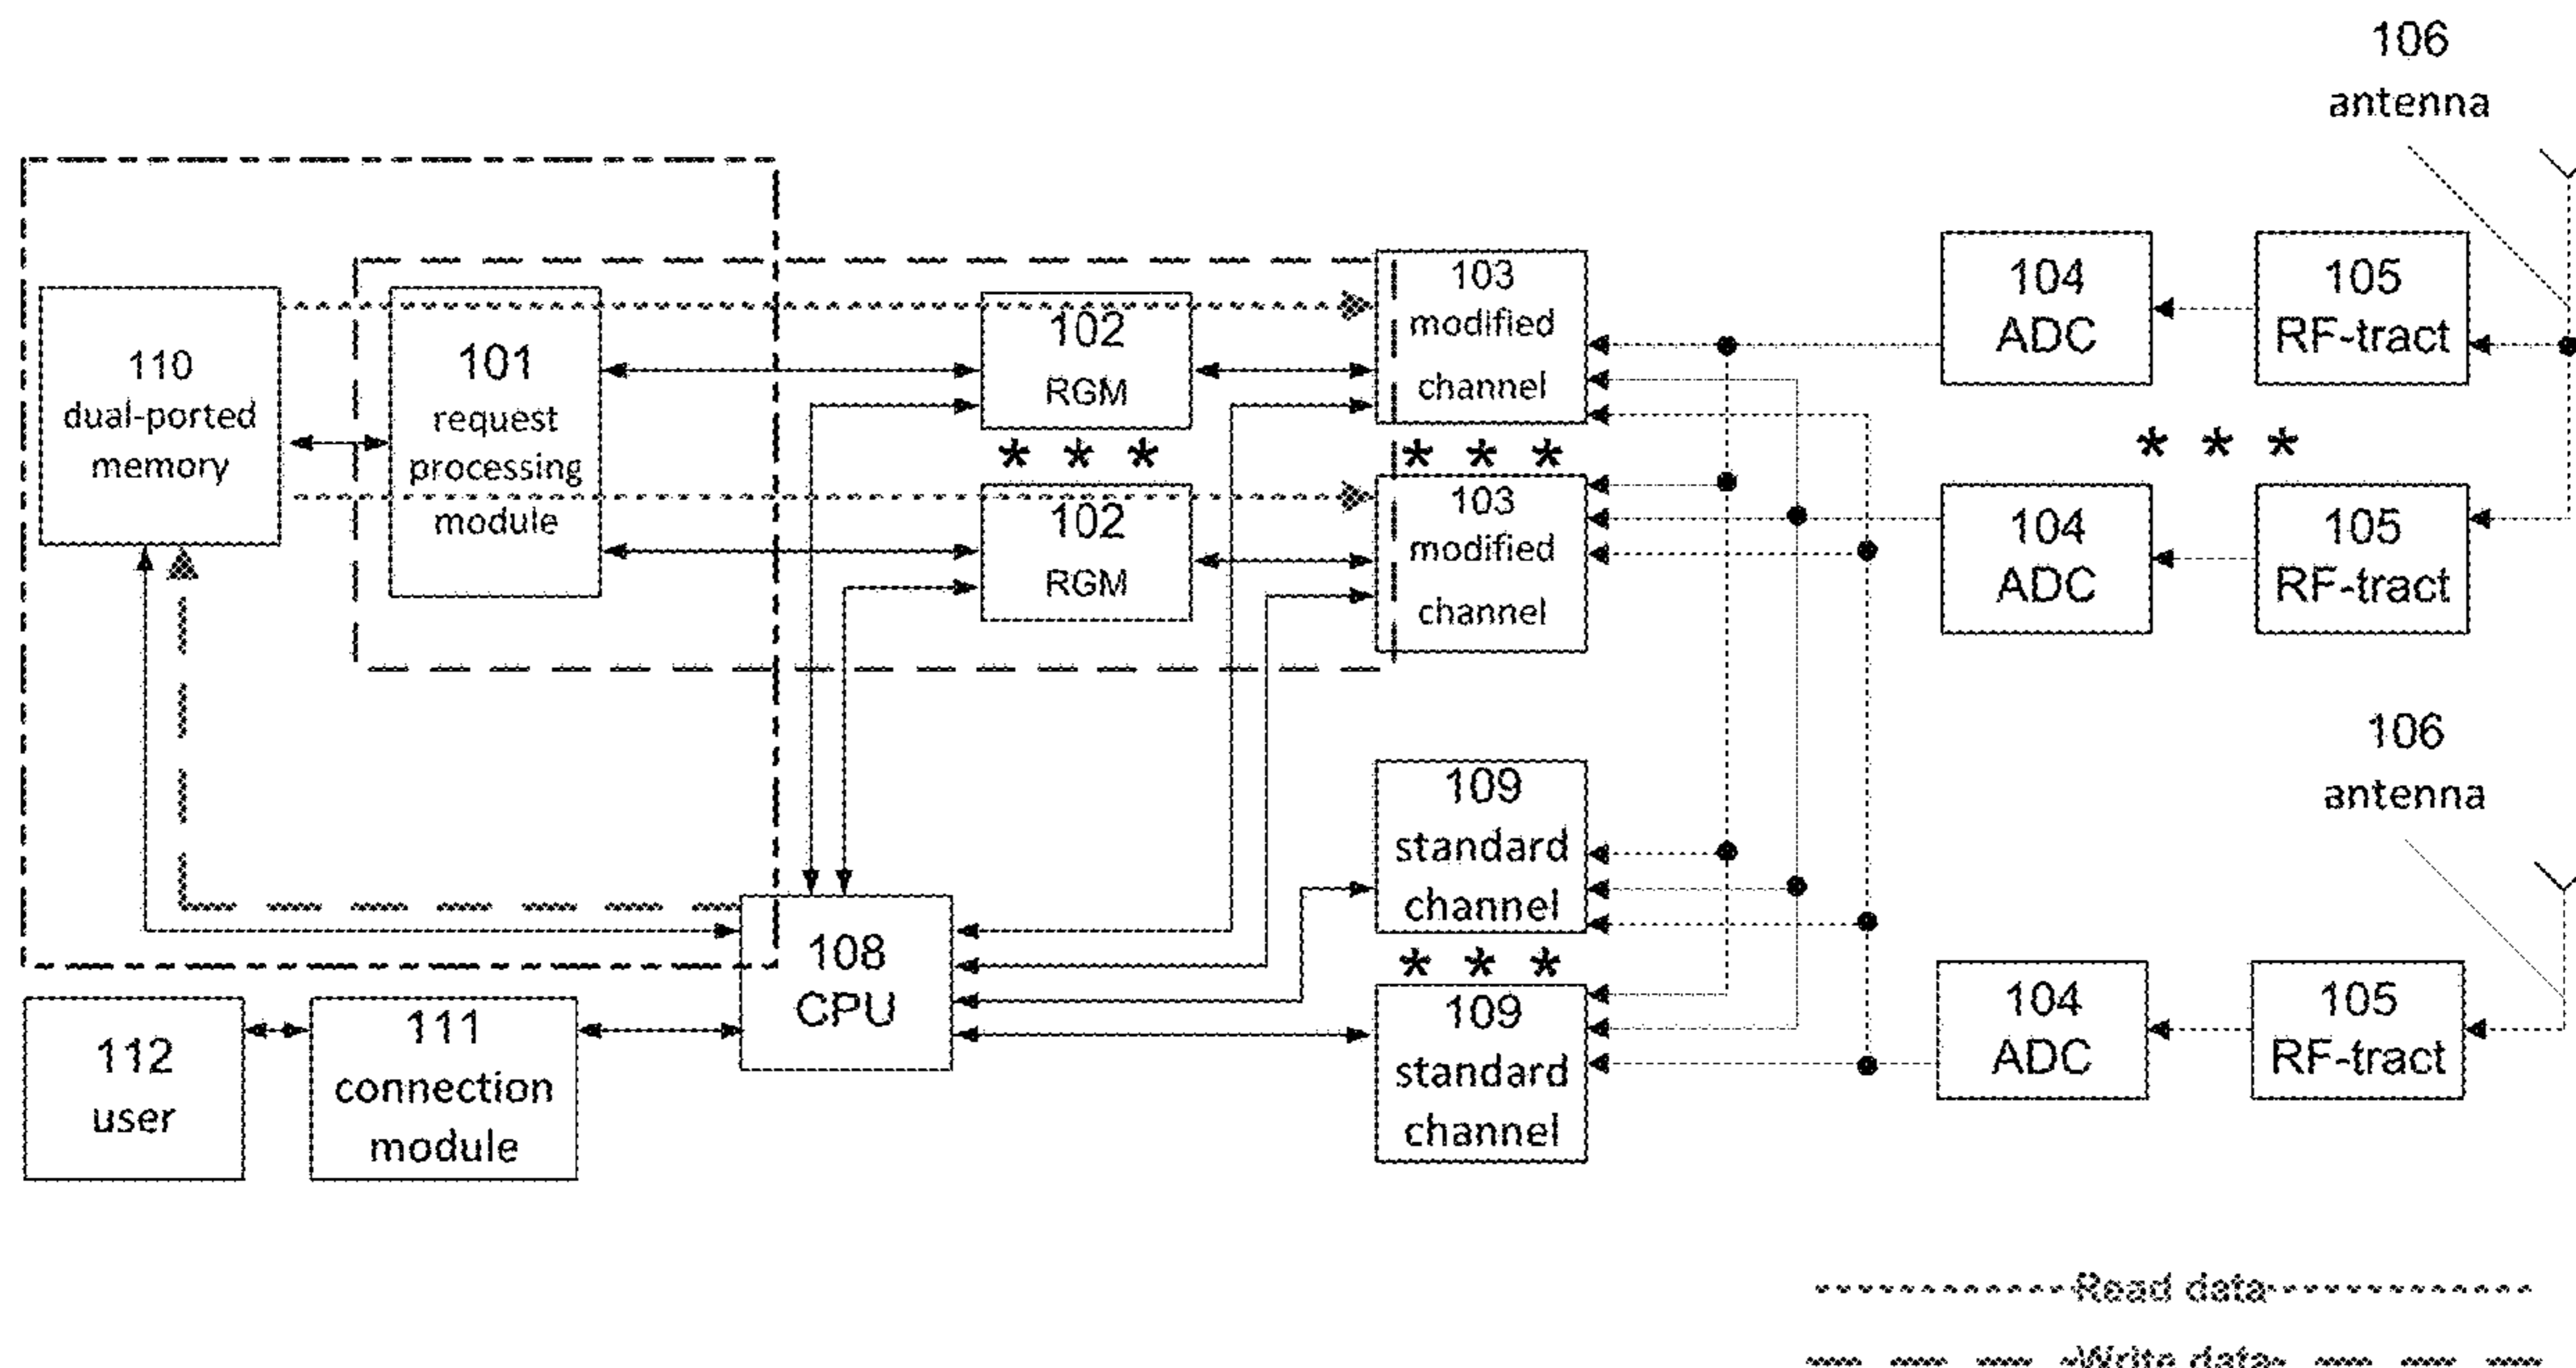 106
antenna
110
dual-ported
memory
101
request
processing
module
102
RGM
* * *
102
RGM
103
modified
channel
* * *
103
modified
channel
104
ADC
105
RF-tract
* * *
104
ADC
105
RF-tract
106
antenna
109
standard
channel
* * *
109
standard
channel
104
ADC
105
RF-tract
108
CPU
112
user
111
connection
module
Read data
Write data